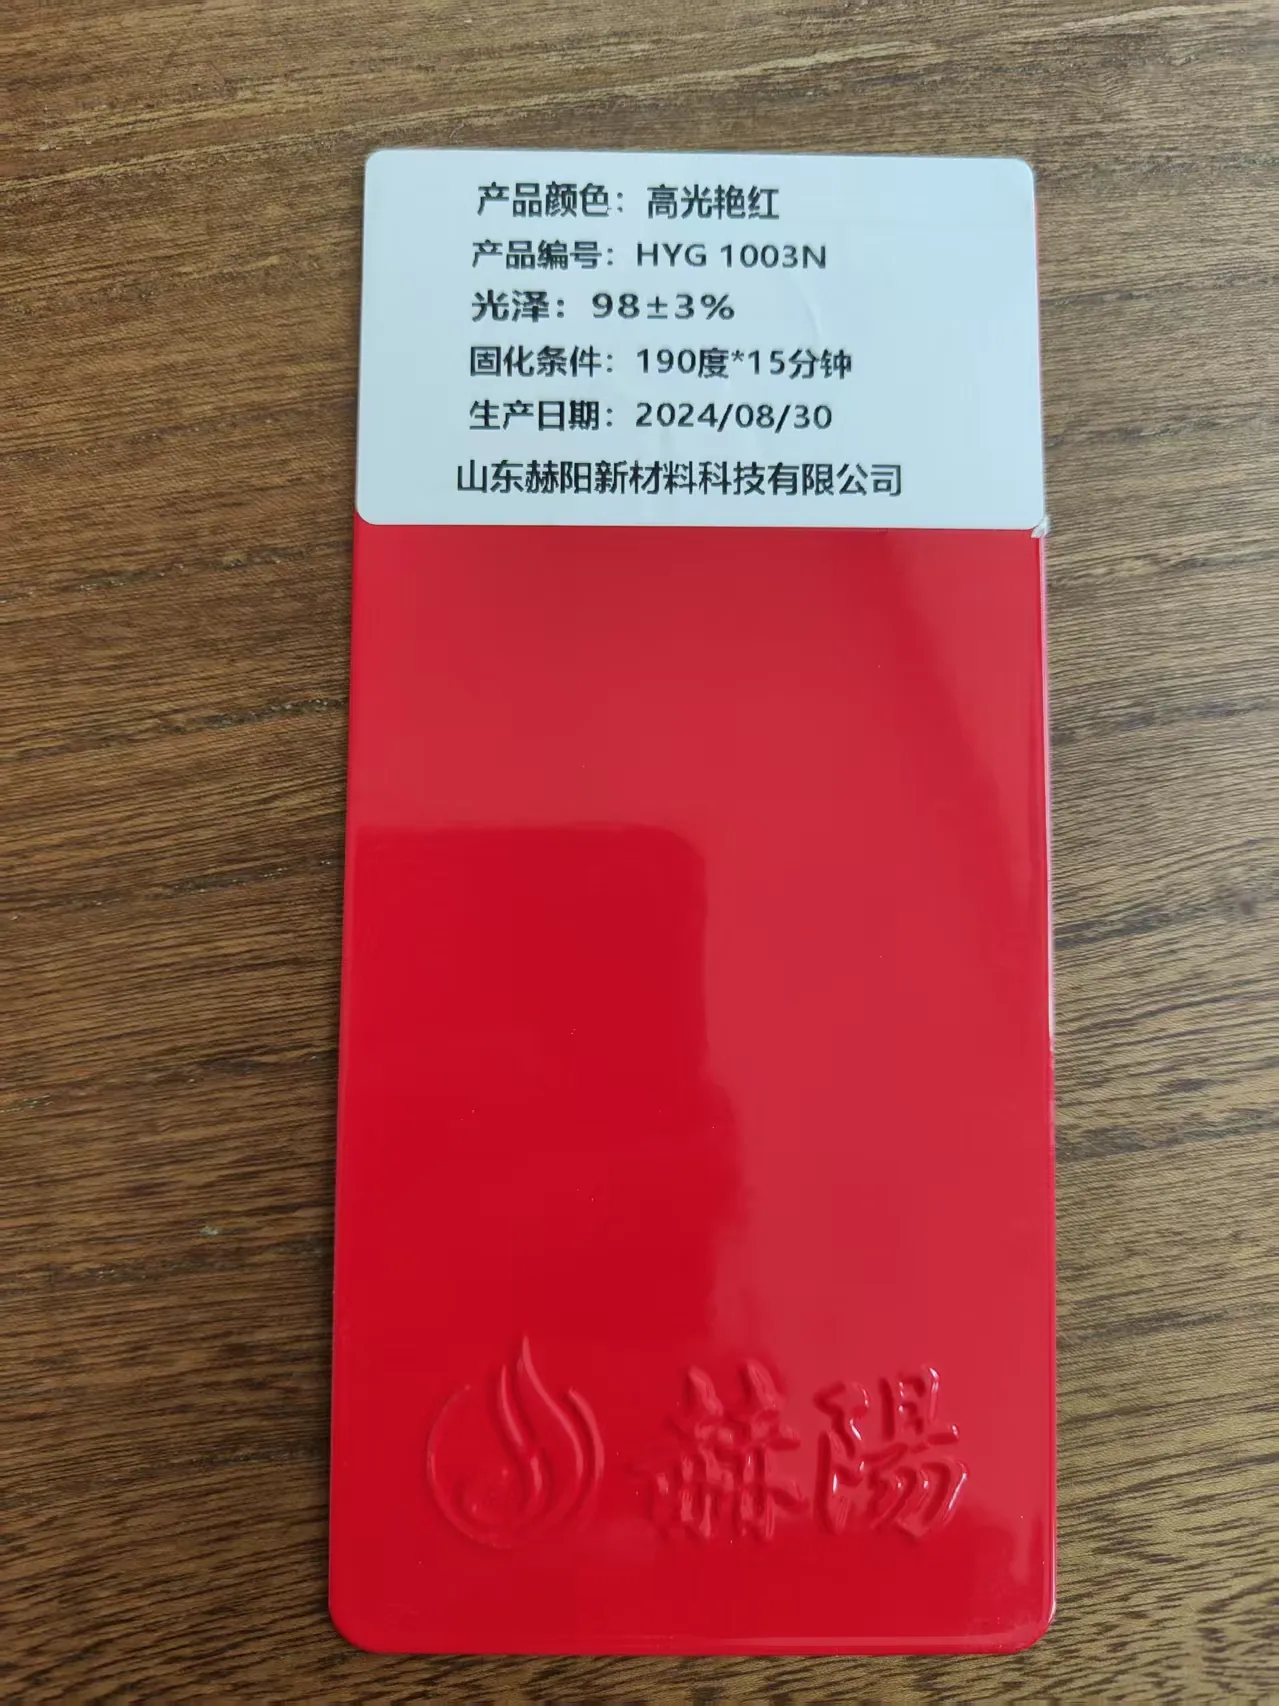 产品颜色：高光艳红
产品编号：HYG 1003N
光泽：98±3%
固化条件：190度*15分钟
生产日期：2024/08/30
山东赫阳新材料科技有限公司
赫陽